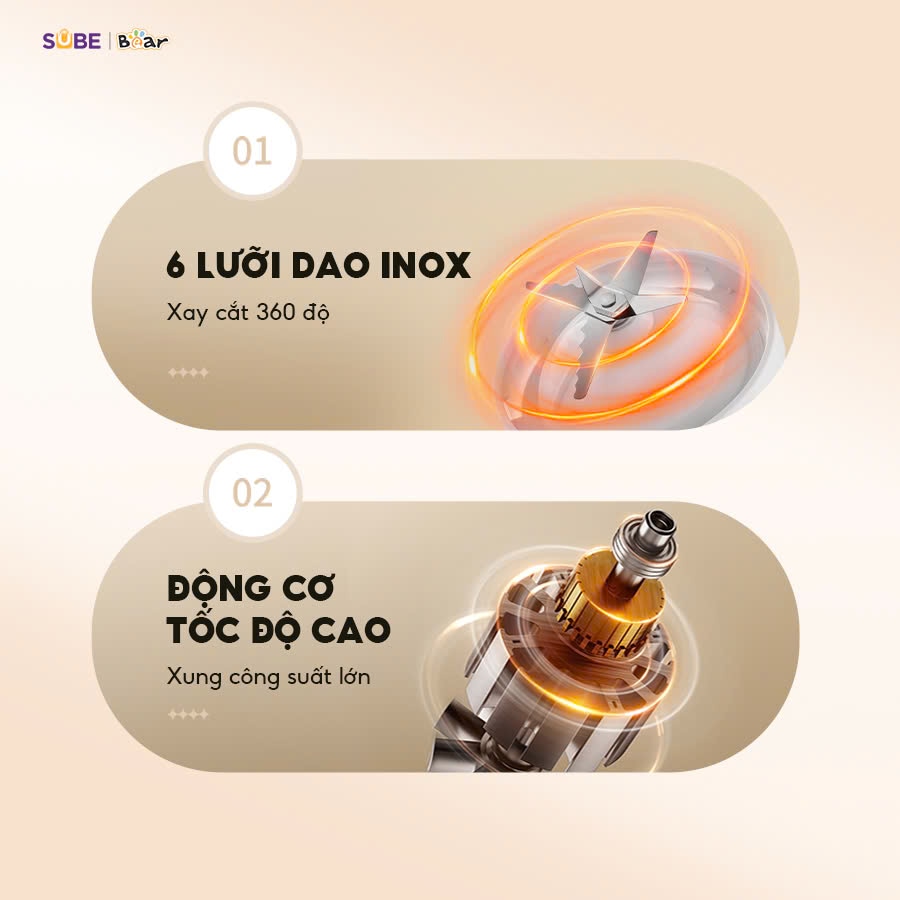 SUBE | Bear
01
6 LƯỠI DAO INOX
Xay cắt 360 độ
02
ĐỘNG CƠ
TỐC ĐỘ CAO
Xung công suất lớn